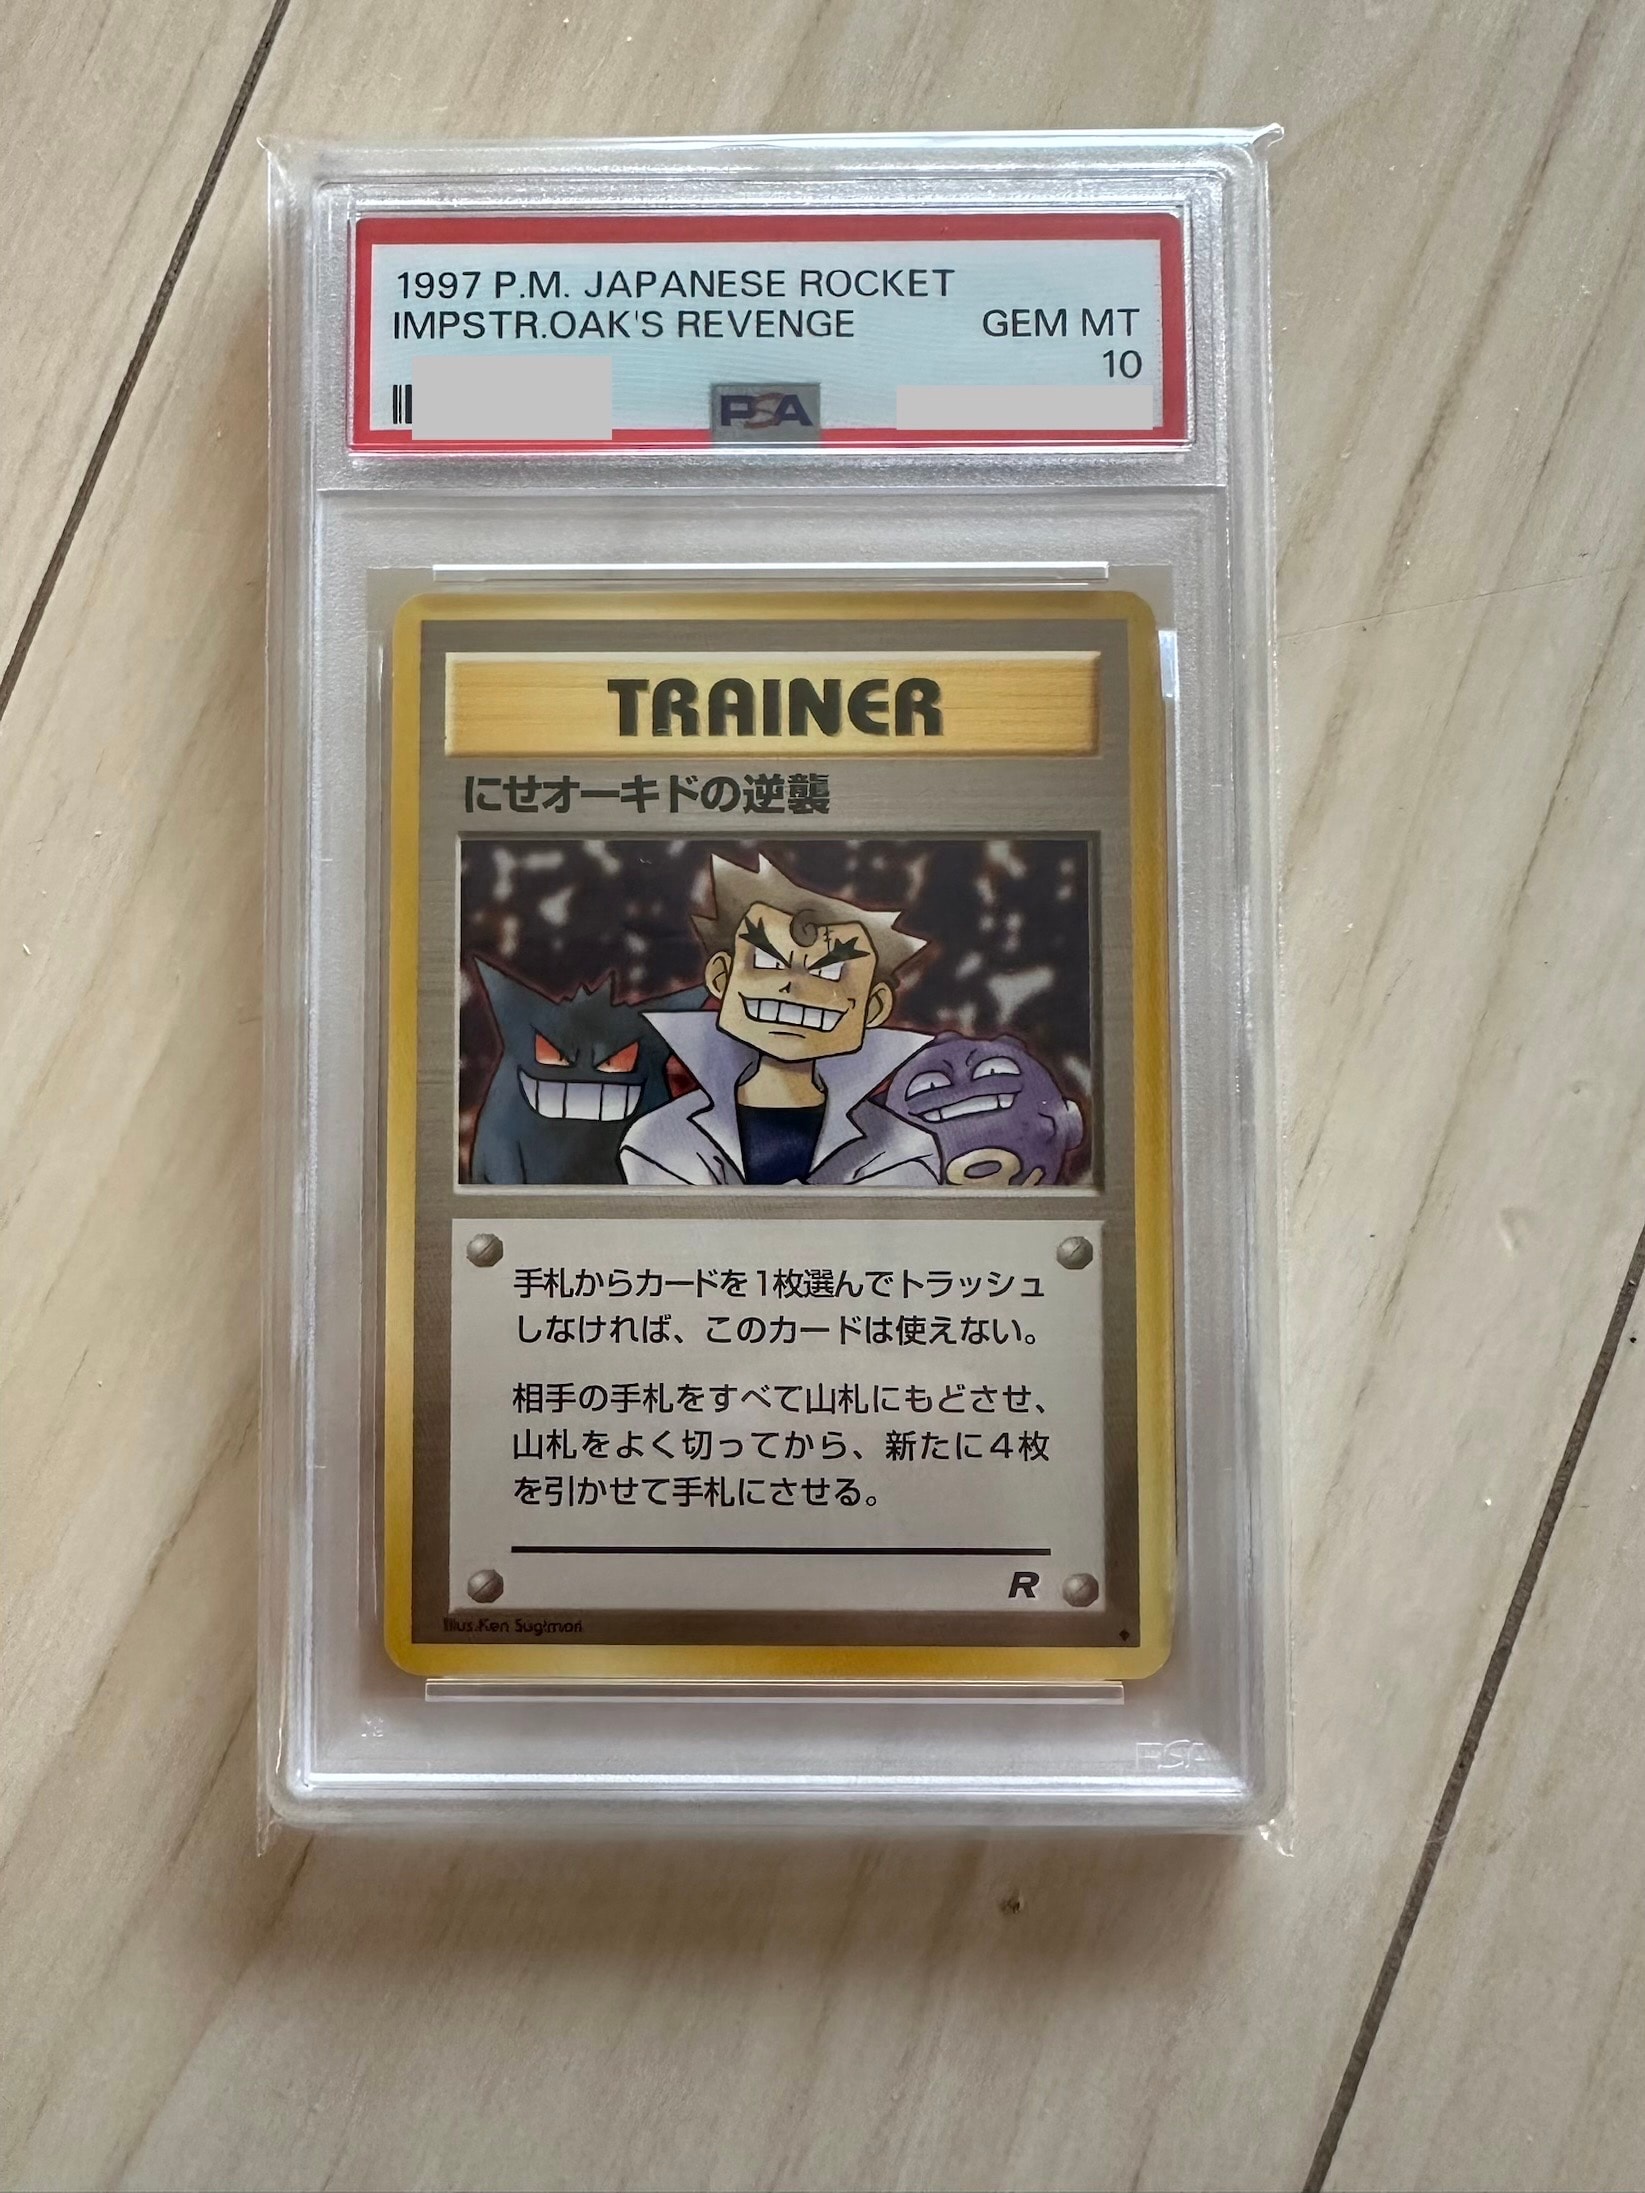 1997 P.M. JAPANESE ROCKET
IMPSTR.OAK'S REVENGE GEM MT
10
PSA
TRAINER
にせオーキドの逆襲
手札からカードを1枚選んでトラッシュ
しなければ、このカードは使えない。
相手の手札をすべて山札にもどさせ、
山札をよく切ってから、新たに4枚
を引かせて手札にさせる。
R
Illus.Ken Sugimori
PSA